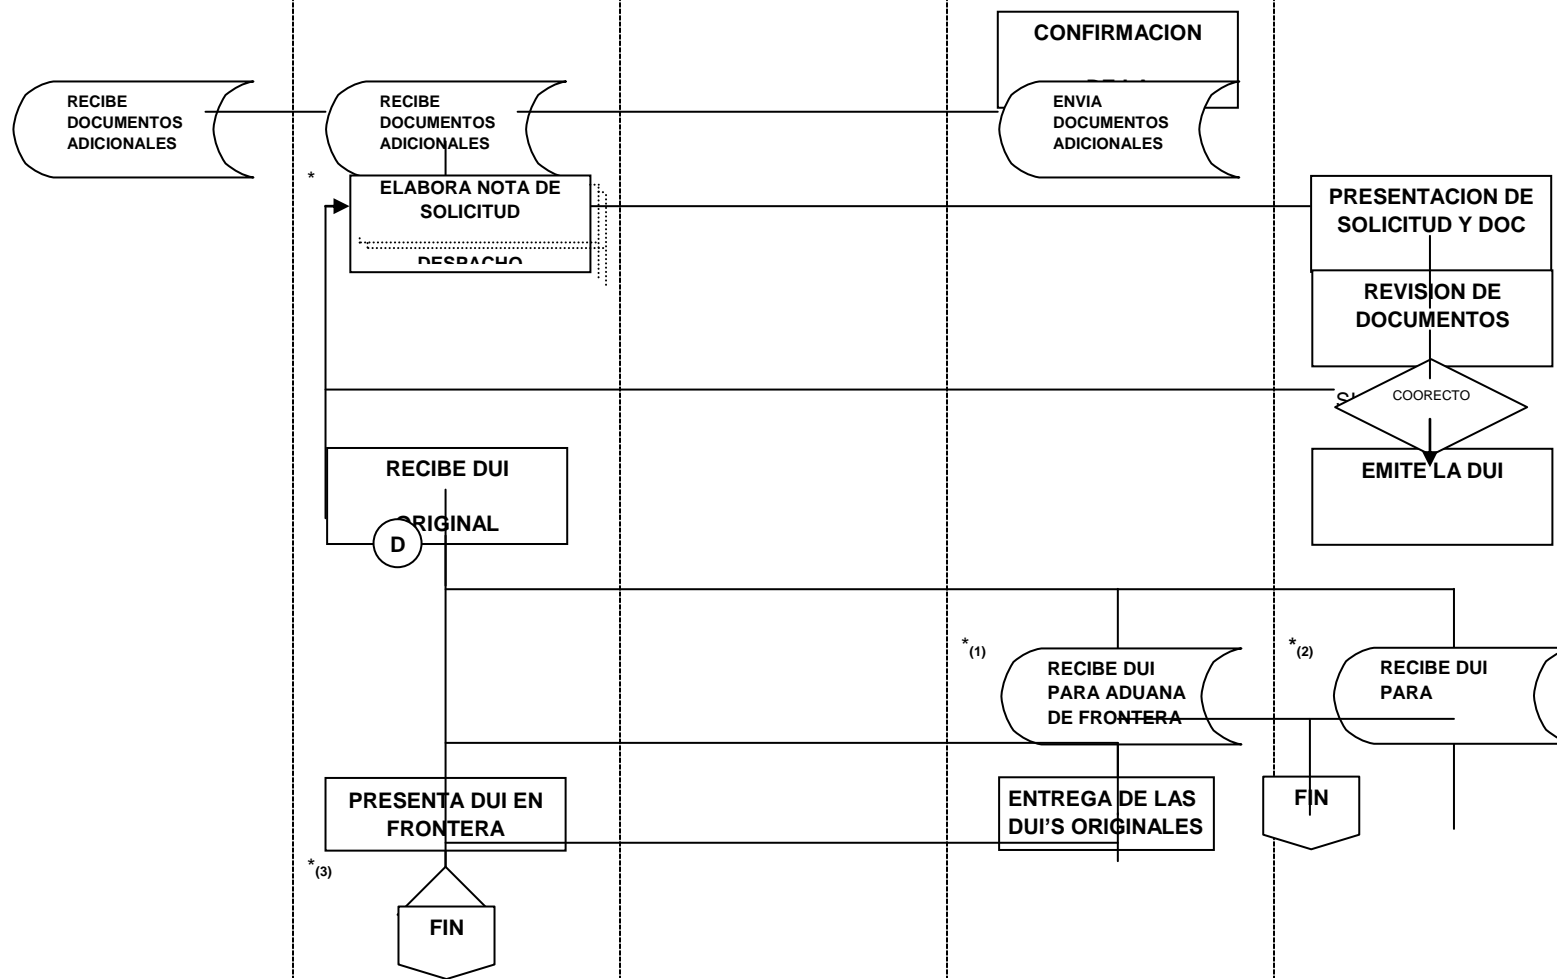 CONFIRMACION
RECIBE
DOCUMENTOS
ADICIONALES
RECIBE
DOCUMENTOS
ADICIONALES
ENVIA
DOCUMENTOS
ADICIONALES
*
ELABORA NOTA DE
SOLICITUD
DESPACHO
PRESENTACION DE
SOLICITUD Y DOC
REVISION DE
DOCUMENTOS
COORECTO
RECIBE DUI
ORIGINAL
D
EMITE LA DUI
*(1)
RECIBE DUI
PARA ADUANA
DE FRONTERA
*(2)
RECIBE DUI
PARA
PRESENTA DUI EN
FRONTERA
ENTREGA DE LAS
DUI’S ORIGINALES
FIN
*(3)
FIN